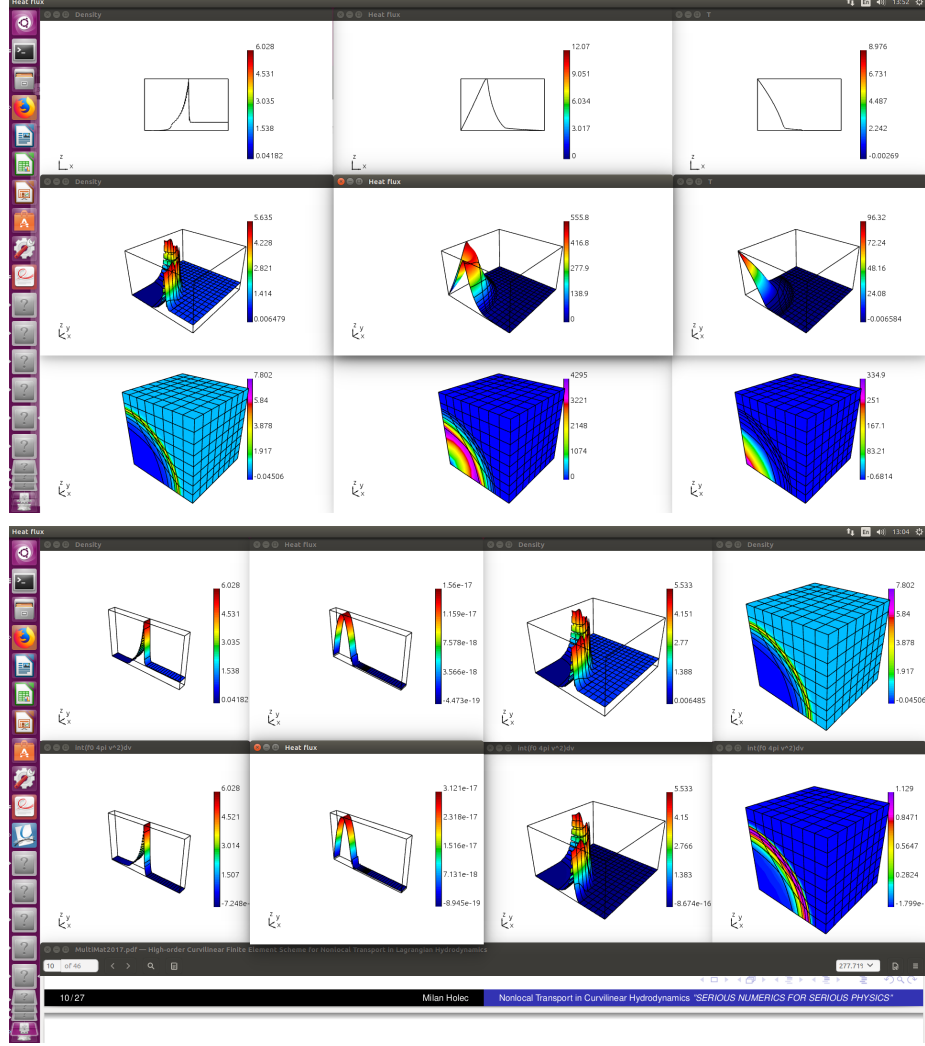 Heat flux
En
13:52
Density
Heat flux
T
6.028
4.531
3.035
1.538
0.04182
12.07
9.051
6.034
3.017
0
8.976
6.731
4.487
2.242
-0.00269
z
x
z
x
z
x
Density
Heat flux
T
5.635
4.228
2.821
1.414
0.006479
555.8
416.8
277.9
138.9
0
96.32
72.24
48.16
24.08
-0.006584
z y
x
z y
x
z y
x
7.802
5.84
3.878
1.917
-0.04506
4295
3221
2148
1074
0
334.9
251
167.1
83.21
-0.6814
z y
x
z y
x
z y
x
Heat flux
En
13:04
Density
Heat flux
Density
Density
6.028
4.531
3.035
1.538
0.04182
1.56e-17
1.159e-17
7.578e-18
3.566e-18
-4.473e-19
5.533
4.151
2.77
1.388
0.006485
7.802
5.84
3.878
1.917
-0.04506
z y
x
z y
x
z y
x
z y
x
int(f0 4pi v^2)dv
Heat flux
int(f0 4pi v^2)dv
int(f0 4pi v^2)dv
6.028
4.521
3.014
1.507
-7.248e-
3.121e-17
2.318e-17
1.516e-17
7.131e-18
-8.945e-19
5.533
4.15
2.766
1.383
-8.674e-16
1.129
0.8471
0.5647
0.2824
-1.799e-
z y
x
z y
x
z y
x
z y
x
MultiMat2017.pdf — High-order Curvilinear Finite Element Scheme for Nonlocal Transport in Lagrangian Hydrodynamics
10 of 46
277.71%
10/27
Milan Holec
Nonlocal Transport in Curvilinear Hydrodynamics "SERIOUS NUMERICS FOR SERIOUS PHYSICS"